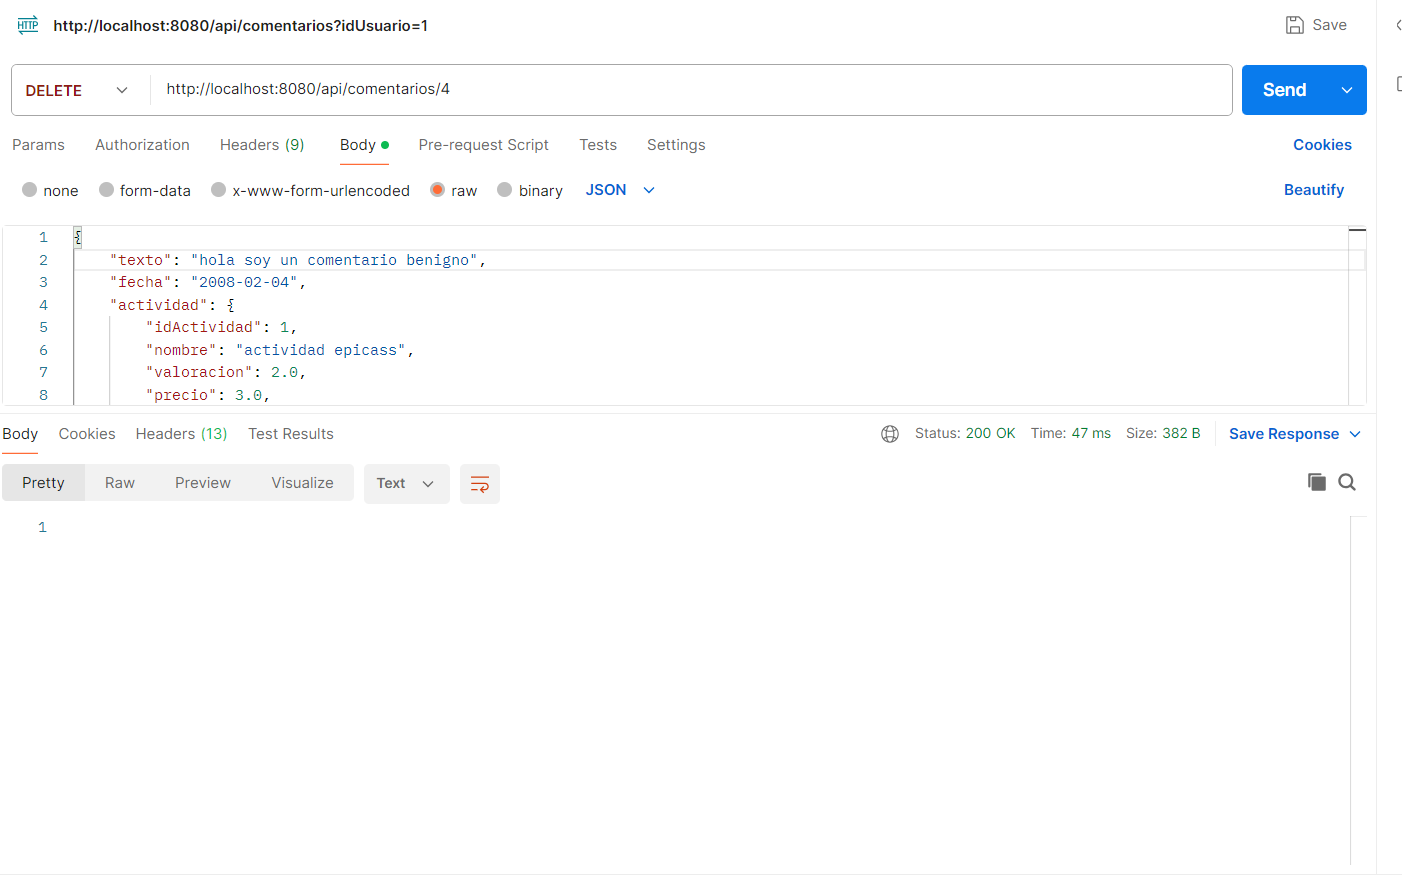 HTTP http://localhost:8080/api/comentarios?idUsuario=1 Save
DELETE http://localhost:8080/api/comentarios/4 Send
Params Authorization Headers (9) Body Pre-request Script Tests Settings Cookies
none form-data x-www-form-urlencoded raw binary JSON Beautify
1 {
2 "texto": "hola soy un comentario benigno",
3 "fecha": "2008-02-04",
4 "actividad": {
5 "idActividad": 1,
6 "nombre": "actividad epicass",
7 "valoracion": 2.0,
8 "precio": 3.0,
Body Cookies Headers (13) Test Results Status: 200 OK Time: 47 ms Size: 382 B Save Response
Pretty Raw Preview Visualize Text
1